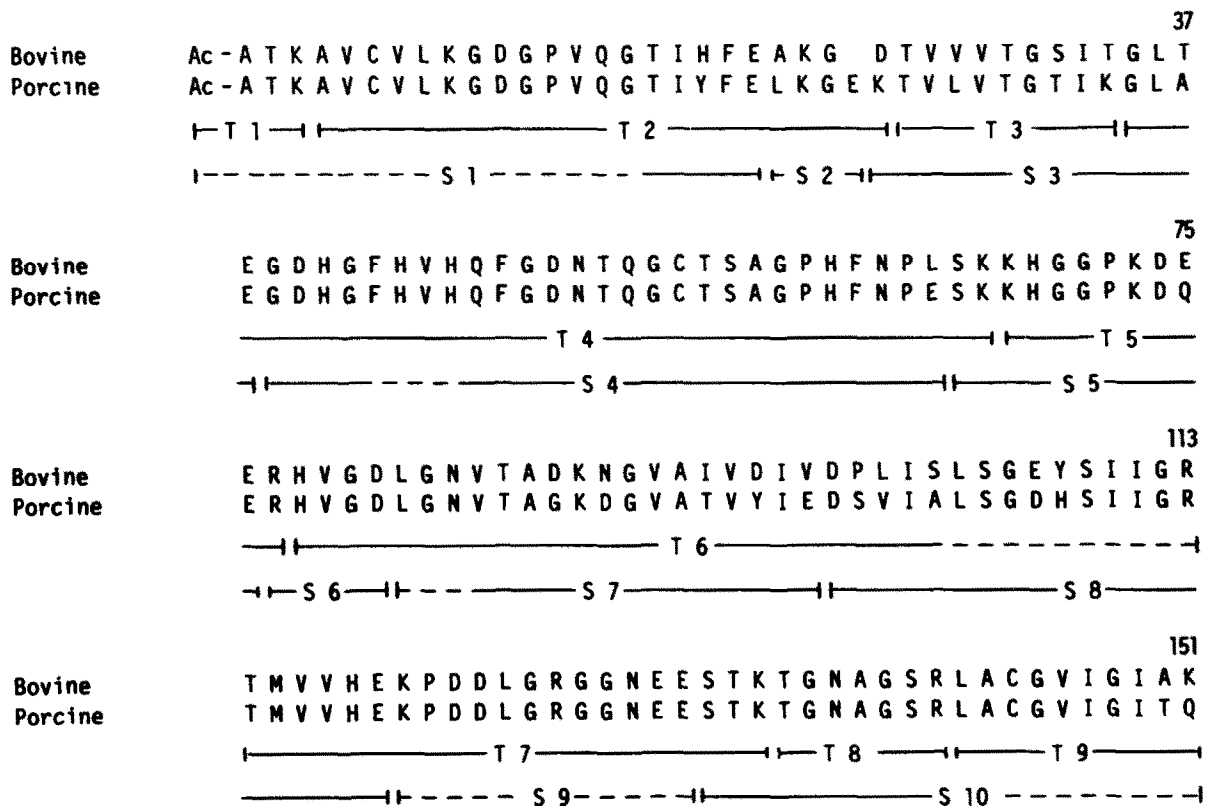 37
Bovine Ac-A T K A V C V L K G D G P V Q G T I H F E A K G D T V V V T G S I T G L T
Porcine Ac-A T K A V C V L K G D G P V Q G T I Y F E L K G E K T V L V T G T I K G L A
T 1 T 2 T 3
S 1 S 2 S 3
75
Bovine E G D H G F H V H Q F G D N T Q G C T S A G P H F N P L S K K H G G P K D E
Porcine E G D H G F H V H Q F G D N T Q G C T S A G P H F N P E S K K H G G P K D Q
T 4 T 5
S 4 S 5
113
Bovine E R H V G D L G N V T A D K N G V A I V D I V D P L I S L S G E Y S I I G R
Porcine E R H V G D L G N V T A G K D G V A T V Y I E D S V I A L S G D H S I I G R
T 6
S 6 S 7 S 8
151
Bovine T M V V H E K P D D L G R G G N E E S T K T G N A G S R L A C G V I G I A K
Porcine T M V V H E K P D D L G R G G N E E S T K T G N A G S R L A C G V I G I T Q
T 7 T 8 T 9
S 9 S 10